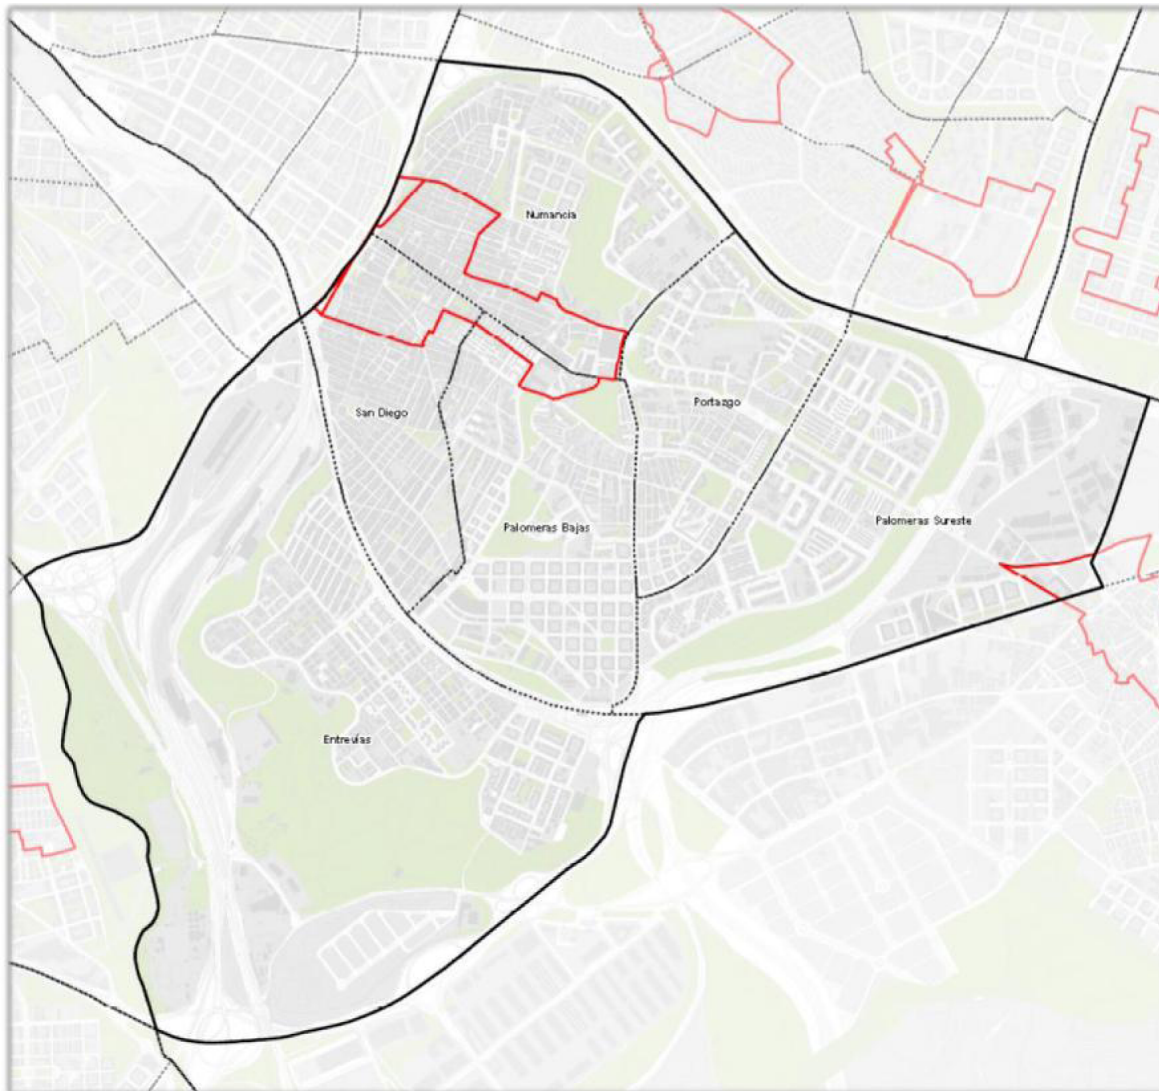 Numancia
Portazgo
San Diego
Palomeras Bajas
Palomeras Sureste
Entrevías